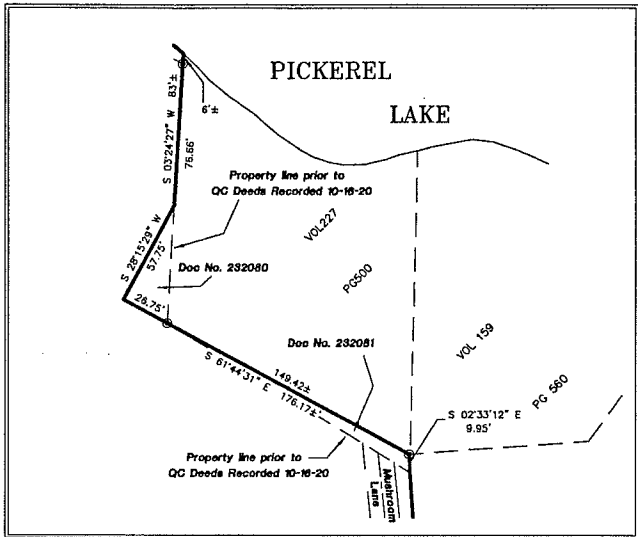 PICKEREL
LAKE
S 03°24'27" W 83'±
76.66'
6'±
Property line prior to
QC Deeds Recorded 10-16-20
VOL227
PG500
S 28°15'29" W
57.75'
Doc No. 232080
26.75'
Doc No. 232081
149.42±
S 61°44'31" E 176.17±'
VOL 159
PG 560
S 02°33'12" E
9.95'
Property line prior to
QC Deeds Recorded 10-16-20
Mushroom
Lane